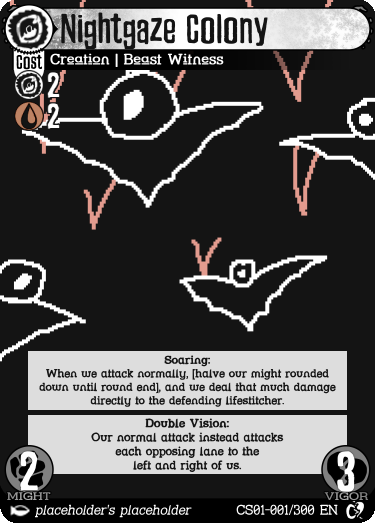 Nightgaze Colony
COST
Creation | Beast Witness
2
2
Soaring:
When we attack normally, [halve our might rounded
down until round end], and we deal that much damage
directly to the defending lifestitcher.
Double Vision:
Our normal attack instead attacks
each opposing lane to the
left and right of us.
2
MIGHT
3
VIGOR
placeholder's placeholder
CS01-001/300 EN